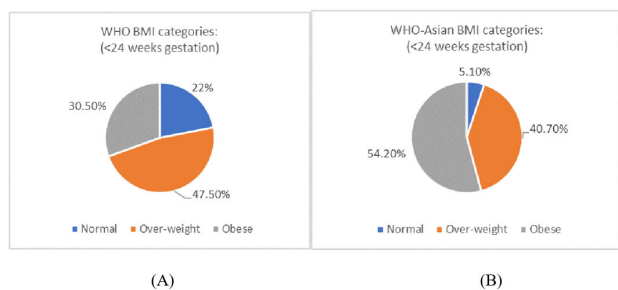 WHO BMI categories:
(<24 weeks gestation)
22%
30.50%
47.50%
Normal Over-weight Obese
(A)
WHO-Asian BMI categories:
(<24 weeks gestation)
5.10%
40.70%
54.20%
Normal Over-weight Obese
(B)